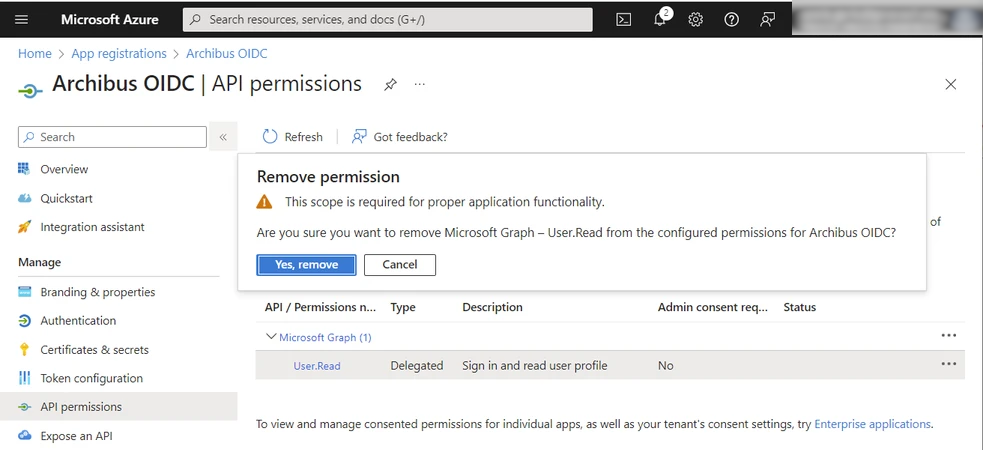 Microsoft Azure
Search resources, services, and docs (G+/)
2
Home > App registrations > Archibus OIDC
Archibus OIDC | API permissions
Search
«
Refresh
Got feedback?
Overview
Quickstart
Integration assistant
Manage
Branding & properties
Authentication
Certificates & secrets
Token configuration
API permissions
Expose an API
Remove permission
This scope is required for proper application functionality.
Are you sure you want to remove Microsoft Graph – User.Read from the configured permissions for Archibus OIDC?
Yes, remove
Cancel
of
API / Permissions n... Type Description Admin consent req... Status
Microsoft Graph (1)
User.Read Delegated Sign in and read user profile No
To view and manage consented permissions for individual apps, as well as your tenant's consent settings, try Enterprise applications.